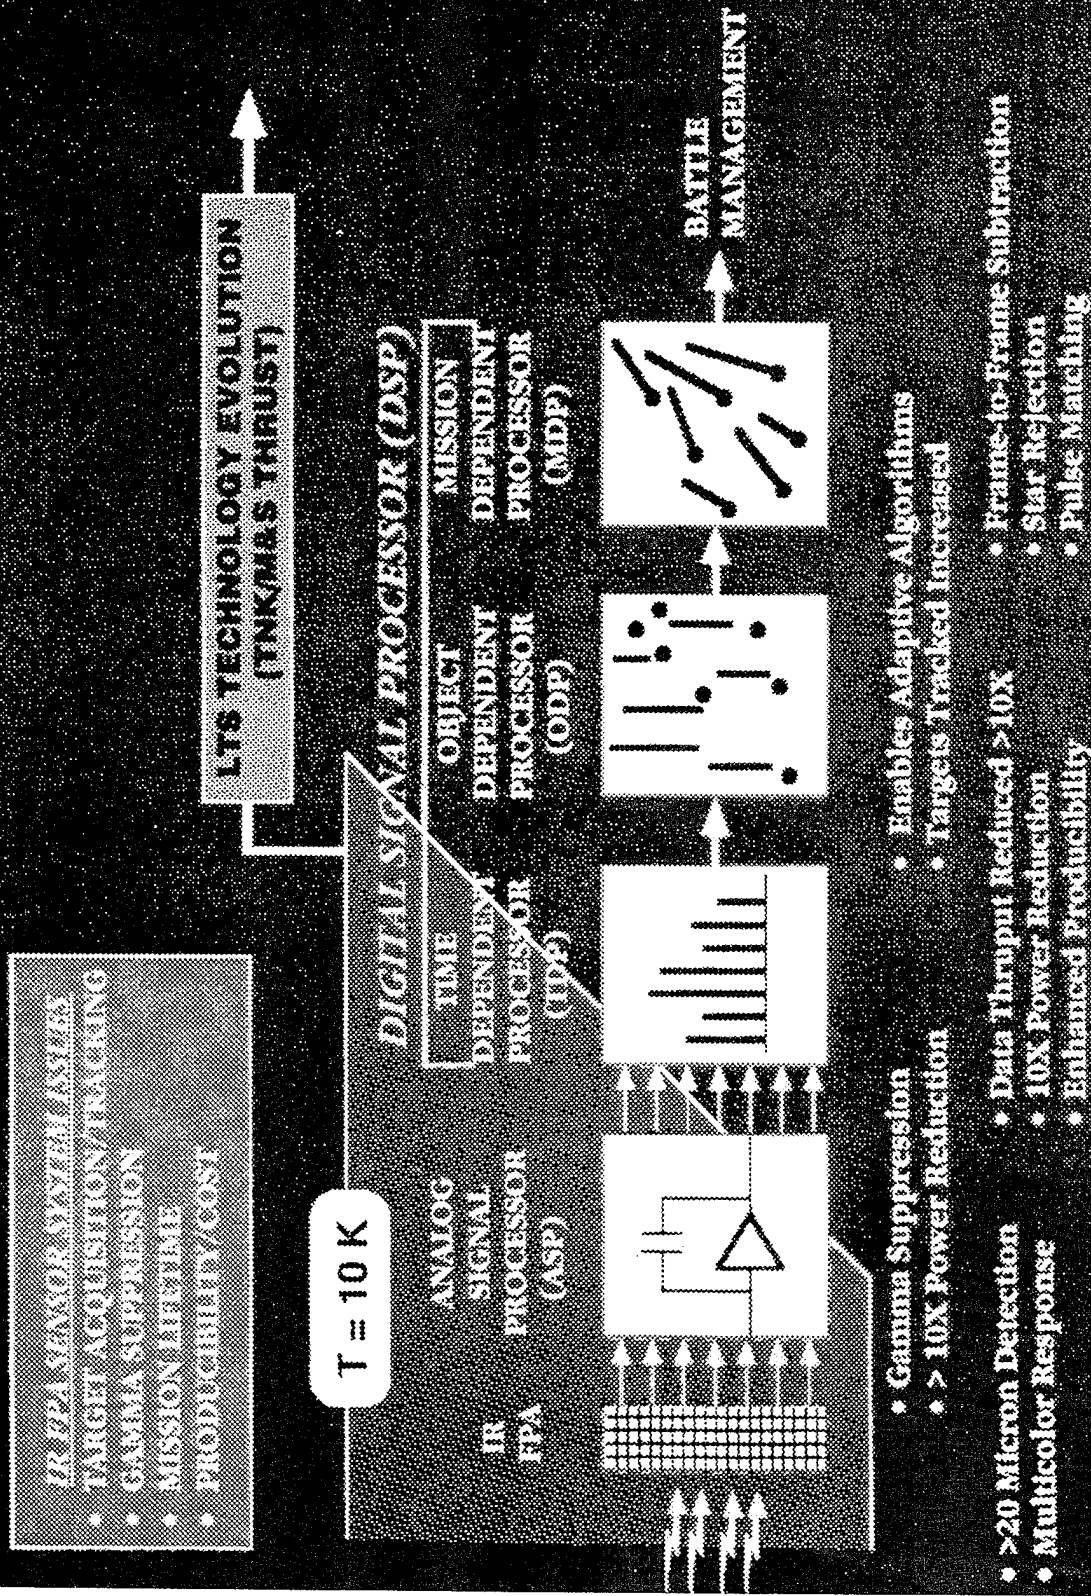 IR FPA SENSOR SYSTEM ISSUES
• TARGET ACQUISITION/TRACKING
• GAMMA SUPPRESSION
• MISSION LIFETIME
• PRODUCIBILITY/COST
LTS TECHNOLOGY EVOLUTION
(TNK/M&S THRUST)
T = 10 K
DIGITAL SIGNAL PROCESSOR (DSP)
IR
FPA
ANALOG
SIGNAL
PROCESSOR
(ASP)
TIME
DEPENDENT
PROCESSOR
(TDP)
OBJECT
DEPENDENT
PROCESSOR
(ODP)
MISSION
DEPENDENT
PROCESSOR
(MDP)
BATTLE
MANAGEMENT
• Gamma Suppression
• > 10X Power Reduction
• Enables Adaptive Algorithms
• Targets Tracked Increased
• >20 Micron Detection
• Multicolor Response
• Data Thruput Reduced >10X
• 10X Power Reduction
• Enhanced Producibility
• Frame-to-Frame Subtraction
• Star Rejection
• Pulse Matching